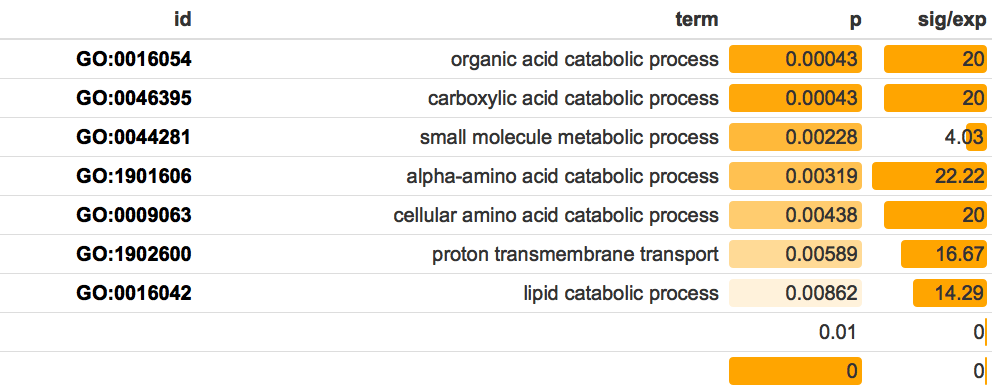 id term p sig/exp
GO:0016054 organic acid catabolic process 0.00043 20
GO:0046395 carboxylic acid catabolic process 0.00043 20
GO:0044281 small molecule metabolic process 0.00228 4.03
GO:1901606 alpha-amino acid catabolic process 0.00319 22.22
GO:0009063 cellular amino acid catabolic process 0.00438 20
GO:1902600 proton transmembrane transport 0.00589 16.67
GO:0016042 lipid catabolic process 0.00862 14.29
0.01 0
0 0